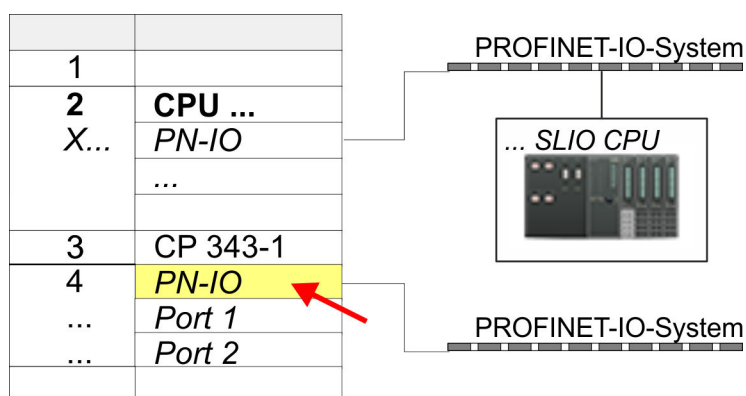 1
2 CPU ...
X... PN-IO
...
3 CP 343-1
4 PN-IO
... Port 1
... Port 2
PROFINET-IO-System
... SLIO CPU
PROFINET-IO-System